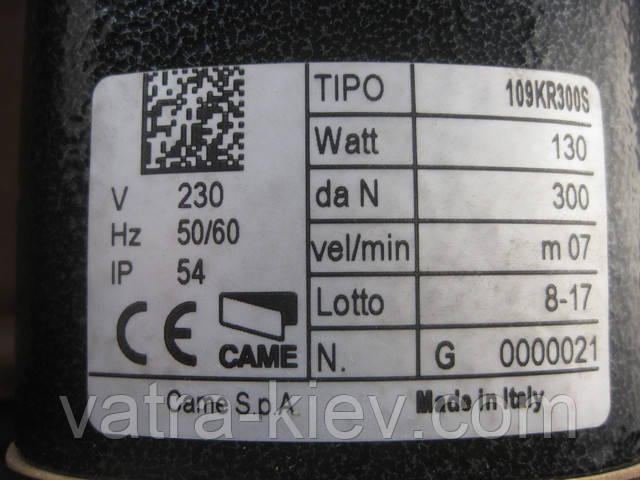 TIPO 109KR300S
Watt 130
V 230 da N 300
Hz 50/60 vel/min m 07
IP 54 Lotto 8-17
CE CAME N. G 0000021
Came S.p.A. Made in Italy
vatra-kiev.com